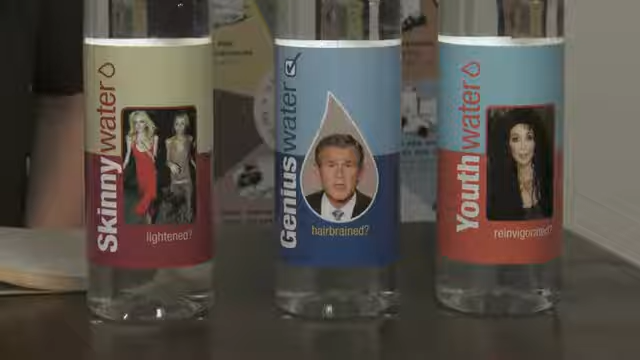 Skinnywater
lightened?
Geniuswater
hairbrained?
Youthwater
reinvigorated?